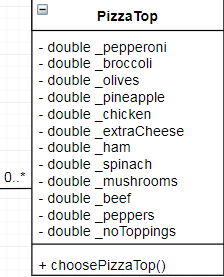 PizzaTop
- double _pepperoni
- double _broccoli
- double _olives
- double _pineapple
- double _chicken
- double _extraCheese
- double _ham
- double _spinach
- double _mushrooms
- double _beef
- double _peppers
- double _noToppings
0..*
+ choosePizzaTop()